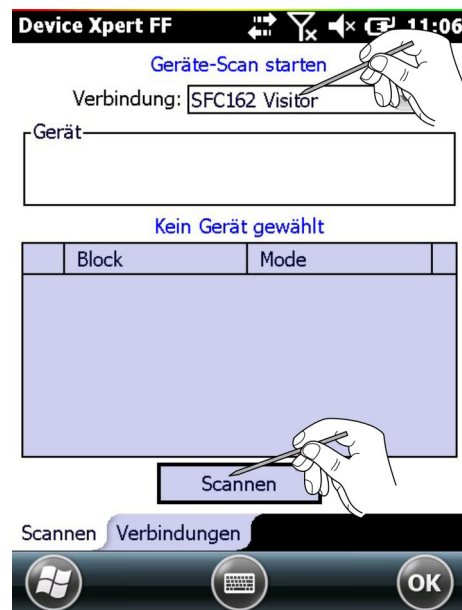 Device Xpert FF 11:06
Geräte-Scan starten
Verbindung: SFC162 Visitor
Gerät
Kein Gerät gewählt
Block Mode
Scannen
Scannen Verbindungen
OK